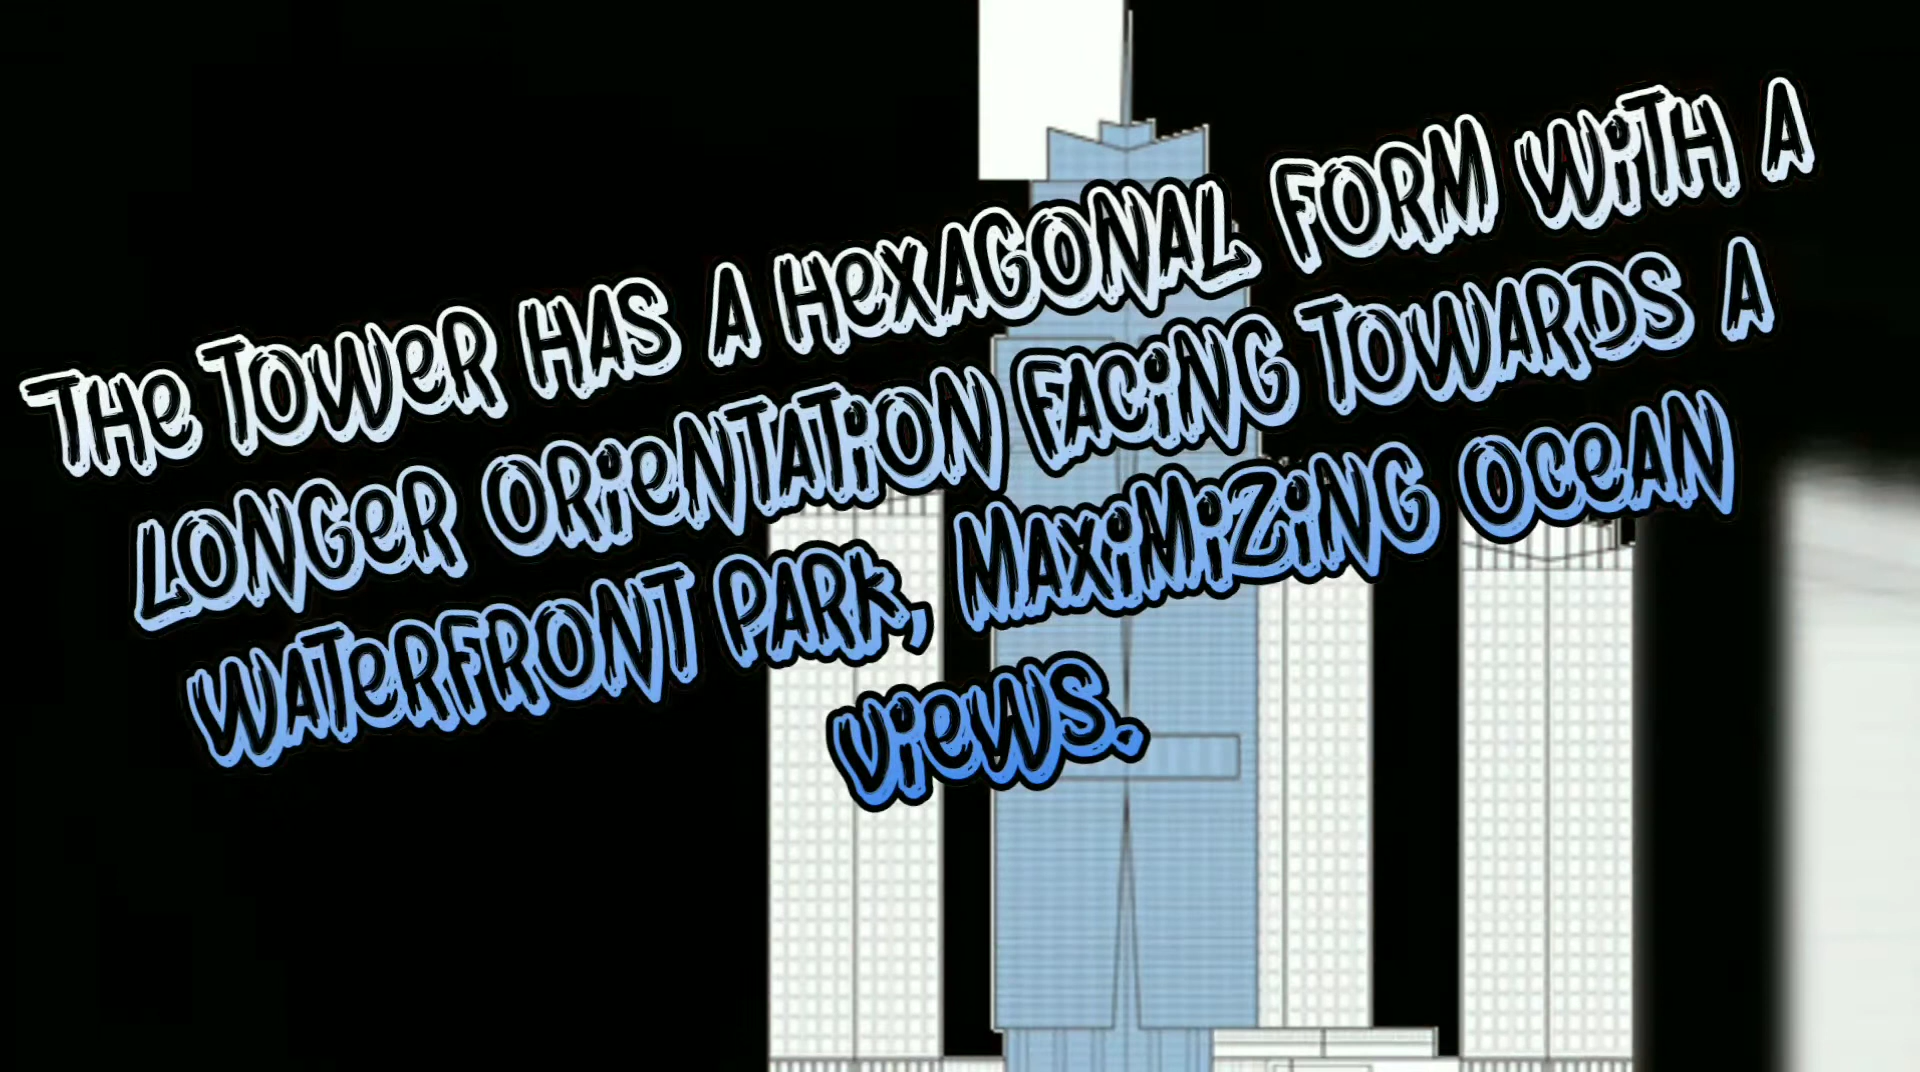 The Tower has a hexagonal form with a
longer orientation facing towards a
waterfront park, maximizing ocean
views.